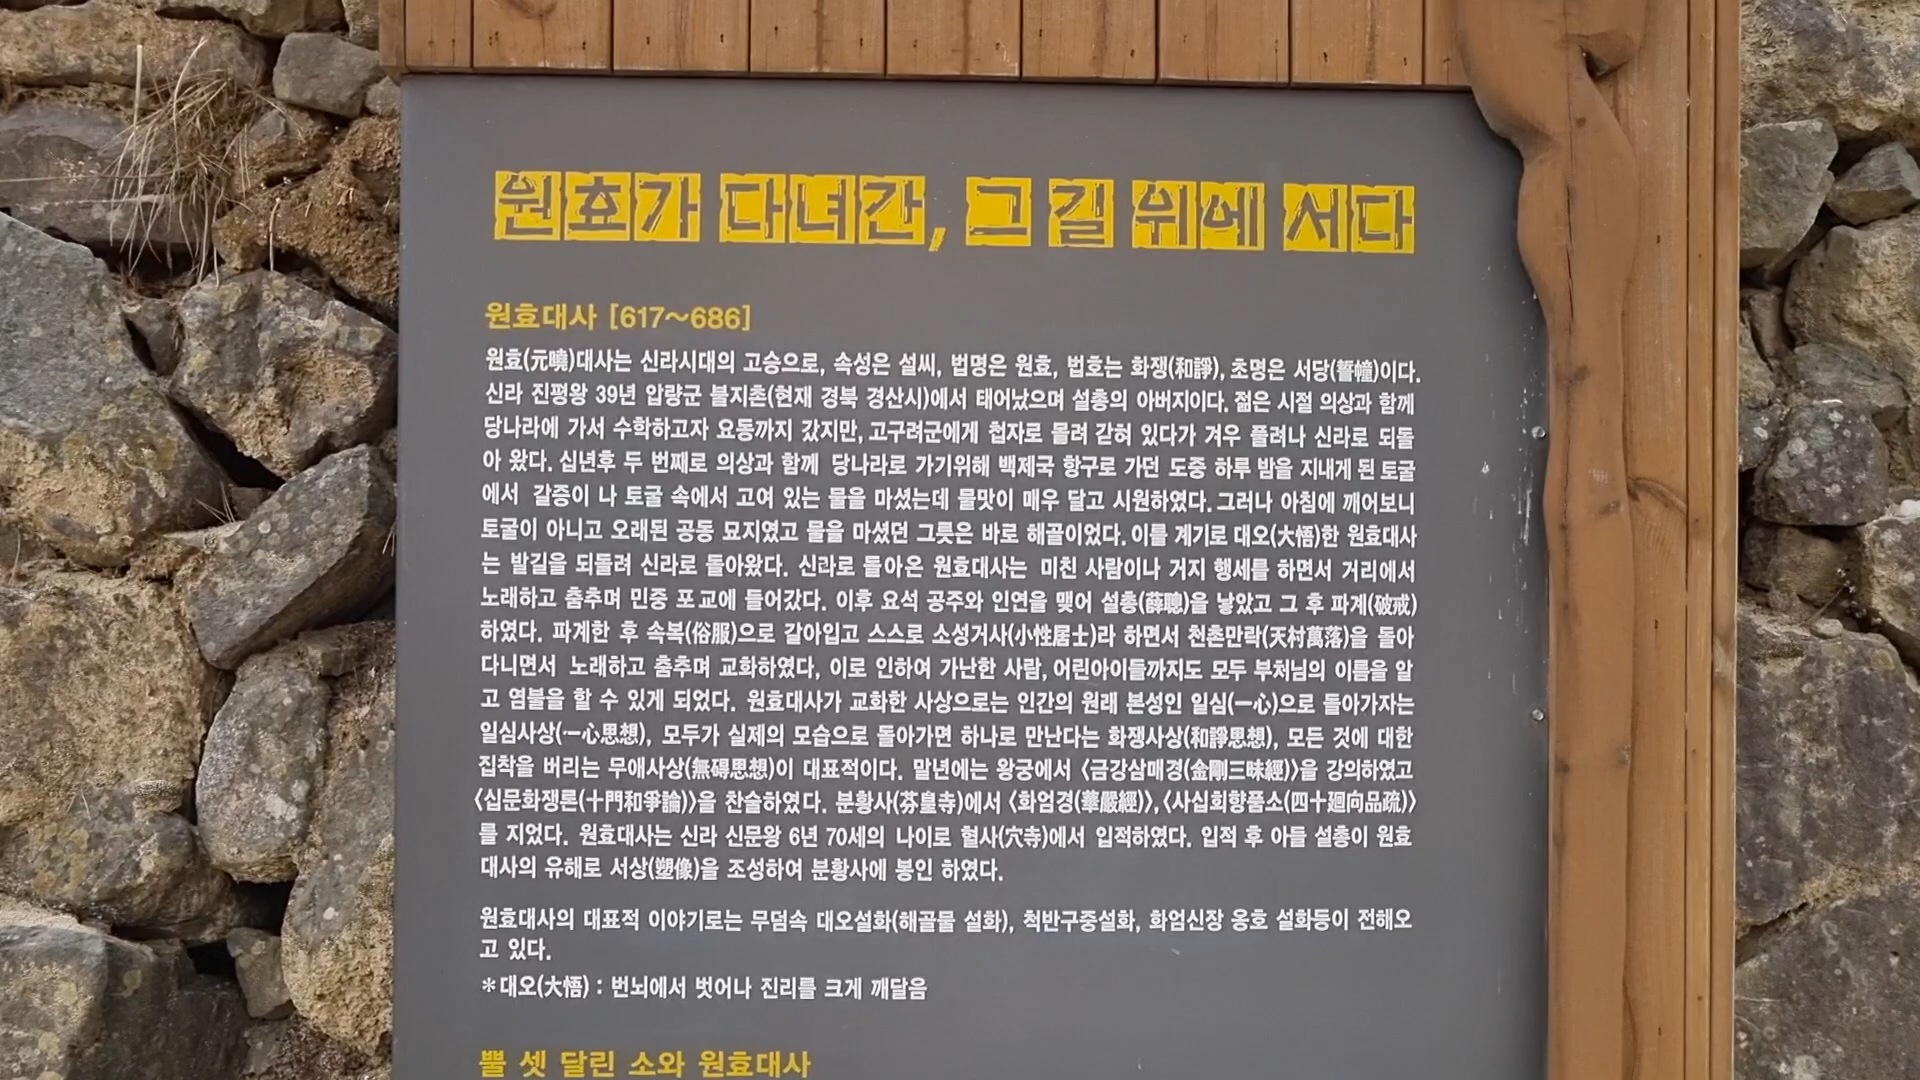 원효가 다녀간, 그 길 위에 서다
원효대사 [617~686]
원효(元曉)대사는 신라시대의 고승으로, 속성은 설씨, 법명은 원효, 법호는 화쟁(和諍), 초명은 서당(誓幢)이다.
신라 진평왕 39년 압량군 불지촌(현재 경북 경산시)에서 태어났으며 설총의 아버지이다. 젊은 시절 의상과 함께
당나라에 가서 수학하고자 요동까지 갔지만, 고구려군에게 첩자로 몰려 갇혀 있다가 겨우 풀려나 신라로 되돌
아 왔다. 십년후 두 번째로 의상과 함께 당나라로 가기위해 백제국 항구로 가던 도중 하루 밤을 지내게 된 토굴
에서 갈증이 나 토굴 속에서 고여 있는 물을 마셨는데 물맛이 매우 달고 시원하였다. 그러나 아침에 깨어보니
토굴이 아니고 오래된 공동 묘지였고 물을 마셨던 그릇은 바로 해골이었다. 이를 계기로 대오(大悟)한 원효대사
는 발길을 되돌려 신라로 돌아왔다. 신라로 돌아온 원효대사는 미친 사람이나 거지 행세를 하면서 거리에서
노래하고 춤추며 민중 포교에 들어갔다. 이후 요석 공주와 인연을 맺어 설총(薛聰)을 낳았고 그 후 파계(破戒)
하였다. 파계한 후 속복(俗服)으로 갈아입고 스스로 소성거사(小性居士)라 하면서 천촌만락(天村萬落)을 돌아
다니면서 노래하고 춤추며 교화하였다, 이로 인하여 가난한 사람, 어린아이들까지도 모두 부처님의 이름을 알
고 염불을 할 수 있게 되었다. 원효대사가 교화한 사상으로는 인간의 원래 본성인 일심(一心)으로 돌아가자는
일심사상(一心思想), 모두가 실제의 모습으로 돌아가면 하나로 만난다는 화쟁사상(和諍思想), 모든 것에 대한
집착을 버리는 무애사상(無碍思想)이 대표적이다. 말년에는 왕궁에서 〈금강삼매경(金剛三昧經)〉을 강의하였고
〈십문화쟁론(十門和爭論)〉을 찬술하였다. 분황사(芬皇寺)에서 〈화엄경(華嚴經)〉, 〈사십회향품소(四十廻向品疏)〉
를 지었다. 원효대사는 신라 신문왕 6년 70세의 나이로 혈사(穴寺)에서 입적하였다. 입적 후 아들 설총이 원효
대사의 유해로 서상(塑像)을 조성하여 분황사에 봉인 하였다.
원효대사의 대표적 이야기로는 무덤속 대오설화(해골물 설화), 척반구중설화, 화엄신장 옹호 설화등이 전해오
고 있다.
*대오(大悟) : 번뇌에서 벗어나 진리를 크게 깨달음
뿔 셋 달린 소와 원효대사